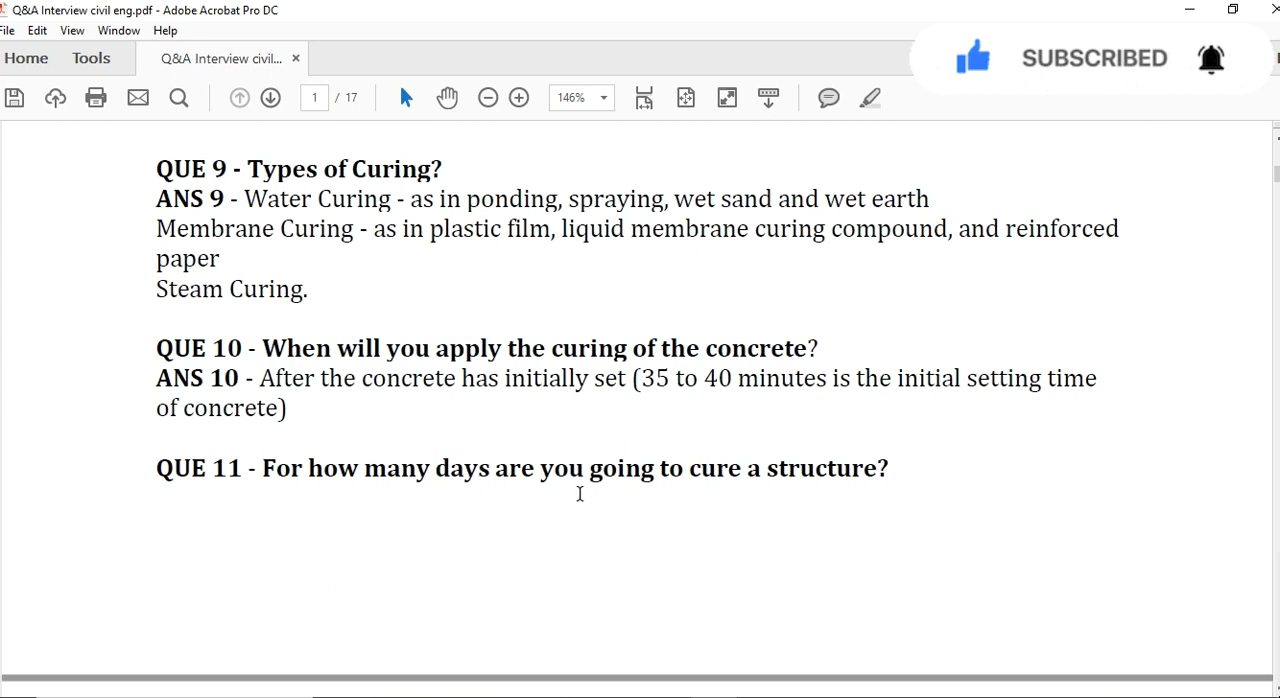 Q&A Interview civil eng.pdf - Adobe Acrobat Pro DC
File Edit View Window Help
Home Tools Q&A Interview civil... ×
SUBSCRIBED
1 / 17 146%
QUE 9 - Types of Curing?
ANS 9 - Water Curing - as in ponding, spraying, wet sand and wet earth
Membrane Curing - as in plastic film, liquid membrane curing compound, and reinforced
paper
Steam Curing.
QUE 10 - When will you apply the curing of the concrete?
ANS 10 - After the concrete has initially set (35 to 40 minutes is the initial setting time
of concrete)
QUE 11 - For how many days are you going to cure a structure?